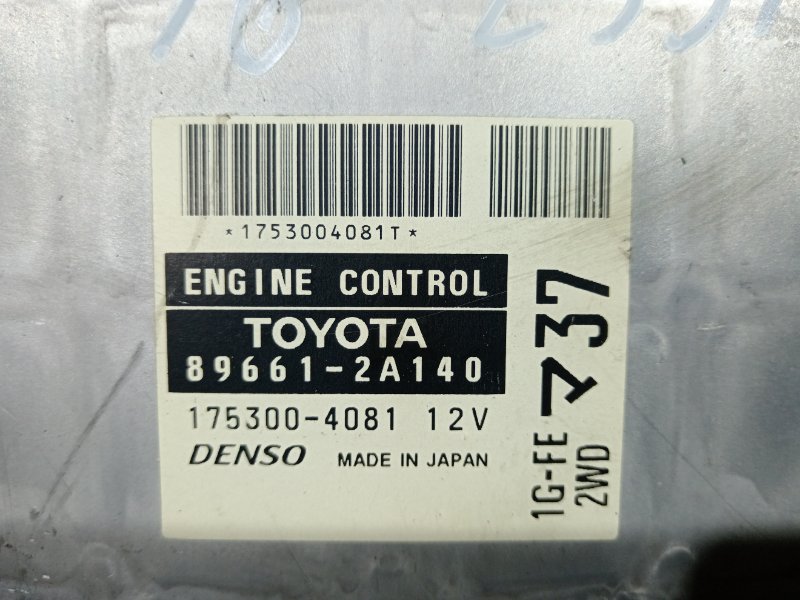 *1753004081T*
ENGINE CONTROL
TOYOTA
89661-2A140
175300-4081 12V
DENSO MADE IN JAPAN
マ37
1G-FE
2WD